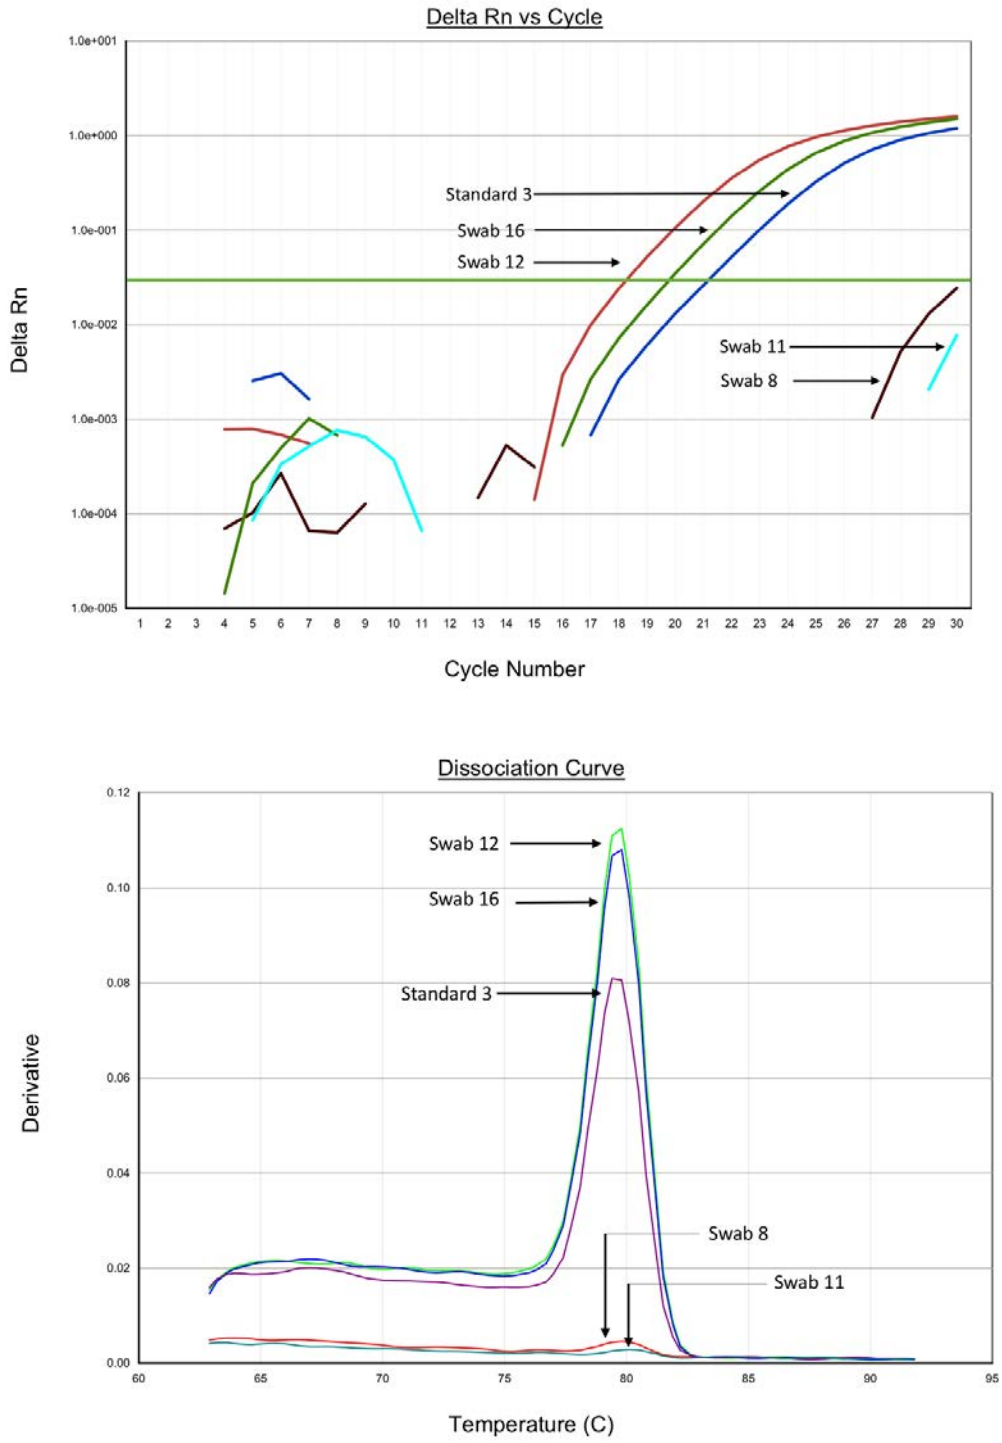 Delta Rn vs Cycle
1.0e+001
1.0e+000
1.0e-001
1.0e-002
1.0e-003
1.0e-004
1.0e-005
Delta Rn
Standard 3
Swab 16
Swab 12
Swab 11
Swab 8
1 2 3 4 5 6 7 8 9 10 11 12 13 14 15 16 17 18 19 20 21 22 23 24 25 26 27 28 29 30
Cycle Number
Dissociation Curve
0.12
0.10
0.08
0.06
0.04
0.02
0.00
Derivative
Swab 12
Swab 16
Standard 3
Swab 8
Swab 11
60 65 70 75 80 85 90 95
Temperature (C)